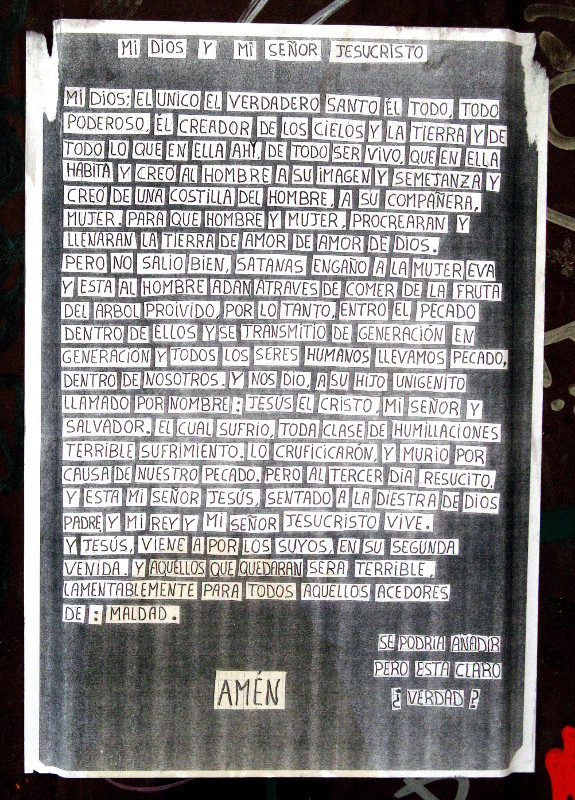 MI DIOS Y MI SEÑOR JESUCRISTO
MI DIOS: EL UNICO EL VERDADERO SANTO ÉL TODO, TODO
PODEROSO, ÉL CREADOR DE LOS CIELOS Y LA TIERRA Y DE
TODO LO QUE EN ELLA AHÝ, DE TODO SER VIVO, QUE EN ELLA
HABITA Y CREÓ AL HOMBRE A SU IMAGEN Y SEMEJANZA Y
CREÓ DE UNA COSTILLA DEL HOMBRE, A SU COMPAÑERA,
MUJER. PARA QUE HOMBRE Y MUJER, PROCREARAN Y
LLENARAN LA TIERRA DE AMOR DE AMOR DE DIOS.
PERO NO SALIO BIEN, SATANAS ENGAÑO A LA MUJER EVA
Y ESTA AL HOMBRE ADAN ATRAVES DE COMER DE LA FRUTA
DEL ARBOL PROIVIDO, POR LO TANTO, ENTRO EL PECADO
DENTRO DE ELLOS Y SE TRANSMITIO DE GENERACIÓN EN
GENERACIÓN Y TODOS LOS SERES HUMANOS LLEVAMOS PECADO,
DENTRO DE NOSOTROS. Y NOS DIO, A SU HIJO UNIGENITO
LLAMADO POR NOMBRE: JESÚS EL CRISTO, MI SEÑOR Y
SALVADOR. EL CUAL SUFRIO, TODA CLASE DE HUMILLACIONES
TERRIBLE SUFRIMIENTO. LO CRUFICICARÓN, Y MURIO POR
CAUSA DE NUESTRO PECADO. PERO AL TERCER DIA RESUCITO,
Y ESTA MI SEÑOR JESÚS, SENTADO A LA DIESTRA DE DIOS
PADRE, Y MI REY Y MI SEÑOR JESUCRISTO VIVE.
Y JESÚS, VIENE A POR LOS SUYOS, EN SU SEGUNDA
VENIDA. Y AQUÉLLOS QUE QUEDARAN SERA TERRIBLE,
LAMENTABLEMENTE PARA TODOS AQUÉLLOS ACEDORES
DE: MALDAD.
SE PODRIA AÑADIR
PERO ESTA CLARO
¿VERDAD?
AMÉN